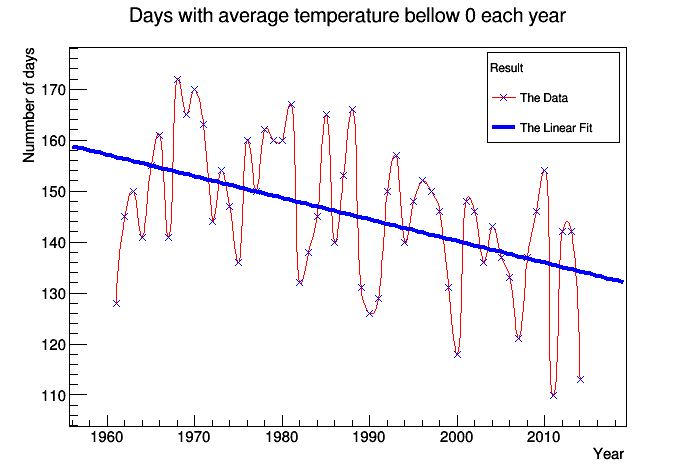 Days with average temperature bellow 0 each year
Nummber of days
Result
The Data
The Linear Fit
170
160
150
140
130
120
110
1960 1970 1980 1990 2000 2010
Year